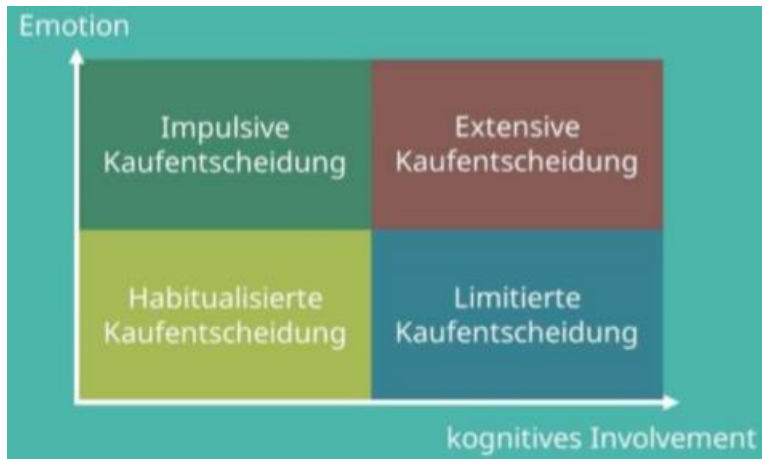 Emotion
Impulsive
Kaufentscheidung
Extensive
Kaufentscheidung
Habitualisierte
Kaufentscheidung
Limitierte
Kaufentscheidung
kognitives Involvement